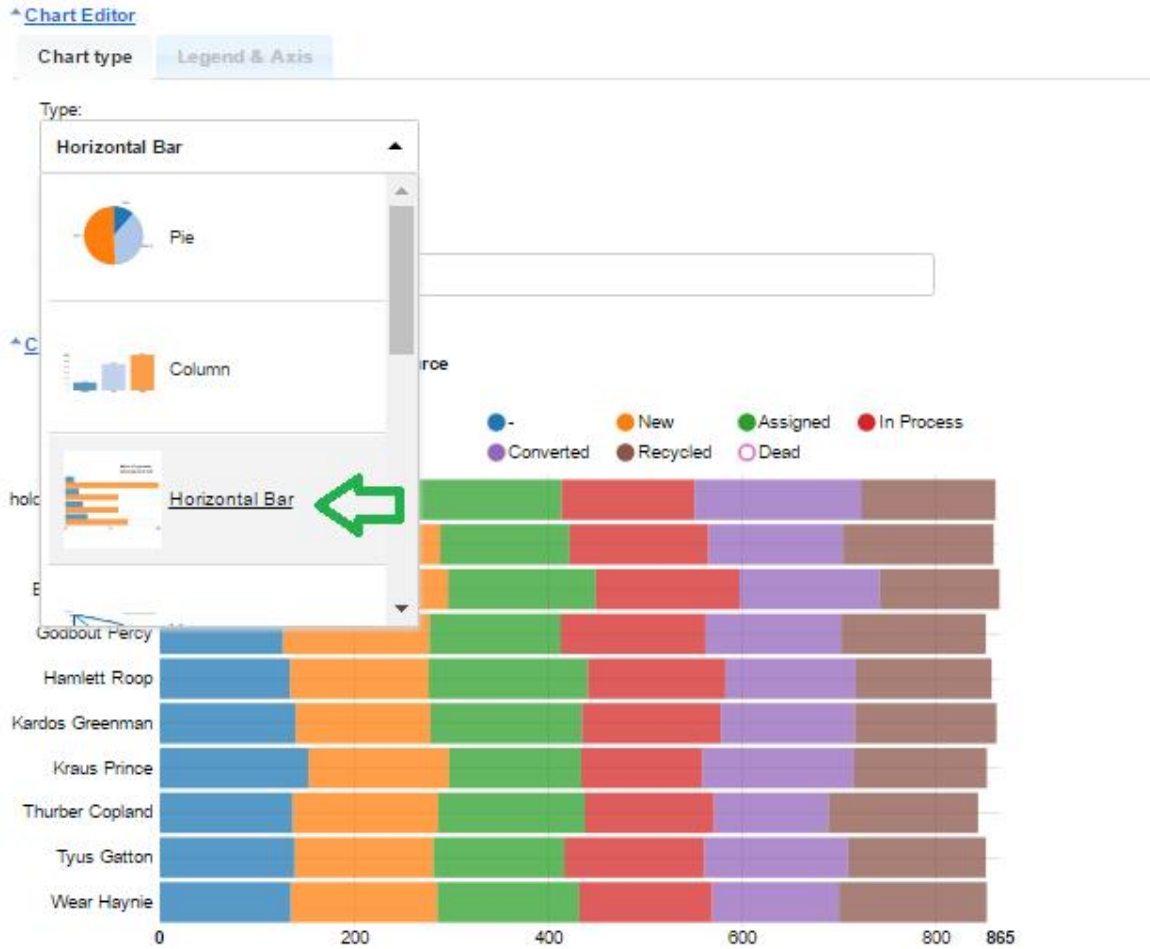 Chart Editor
Chart type
Legend & Axis
Type:
Horizontal Bar
Pie
Column
Horizontal Bar
- New Assigned In Process
Converted Recycled Dead
Godbout Percy
Hamlett Roop
Kardos Greenman
Kraus Prince
Thurber Copland
Tyus Gatton
Wear Haynie
0 200 400 600 800 865